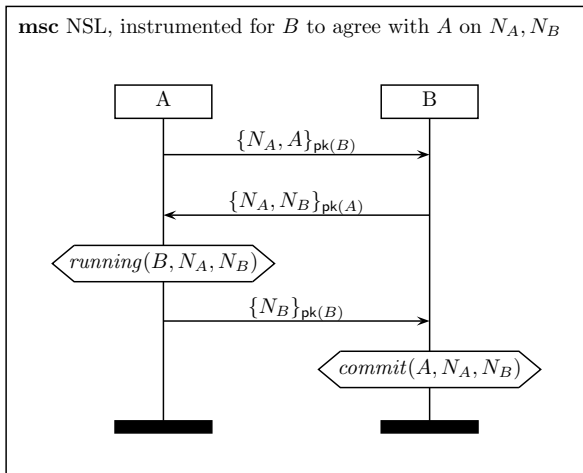 msc NSL, instrumented for B to agree with A on N_A, N_B
A
B
{N_A, A}_pk(B)
{N_A, N_B}_pk(A)
running(B, N_A, N_B)
{N_B}_pk(B)
commit(A, N_A, N_B)